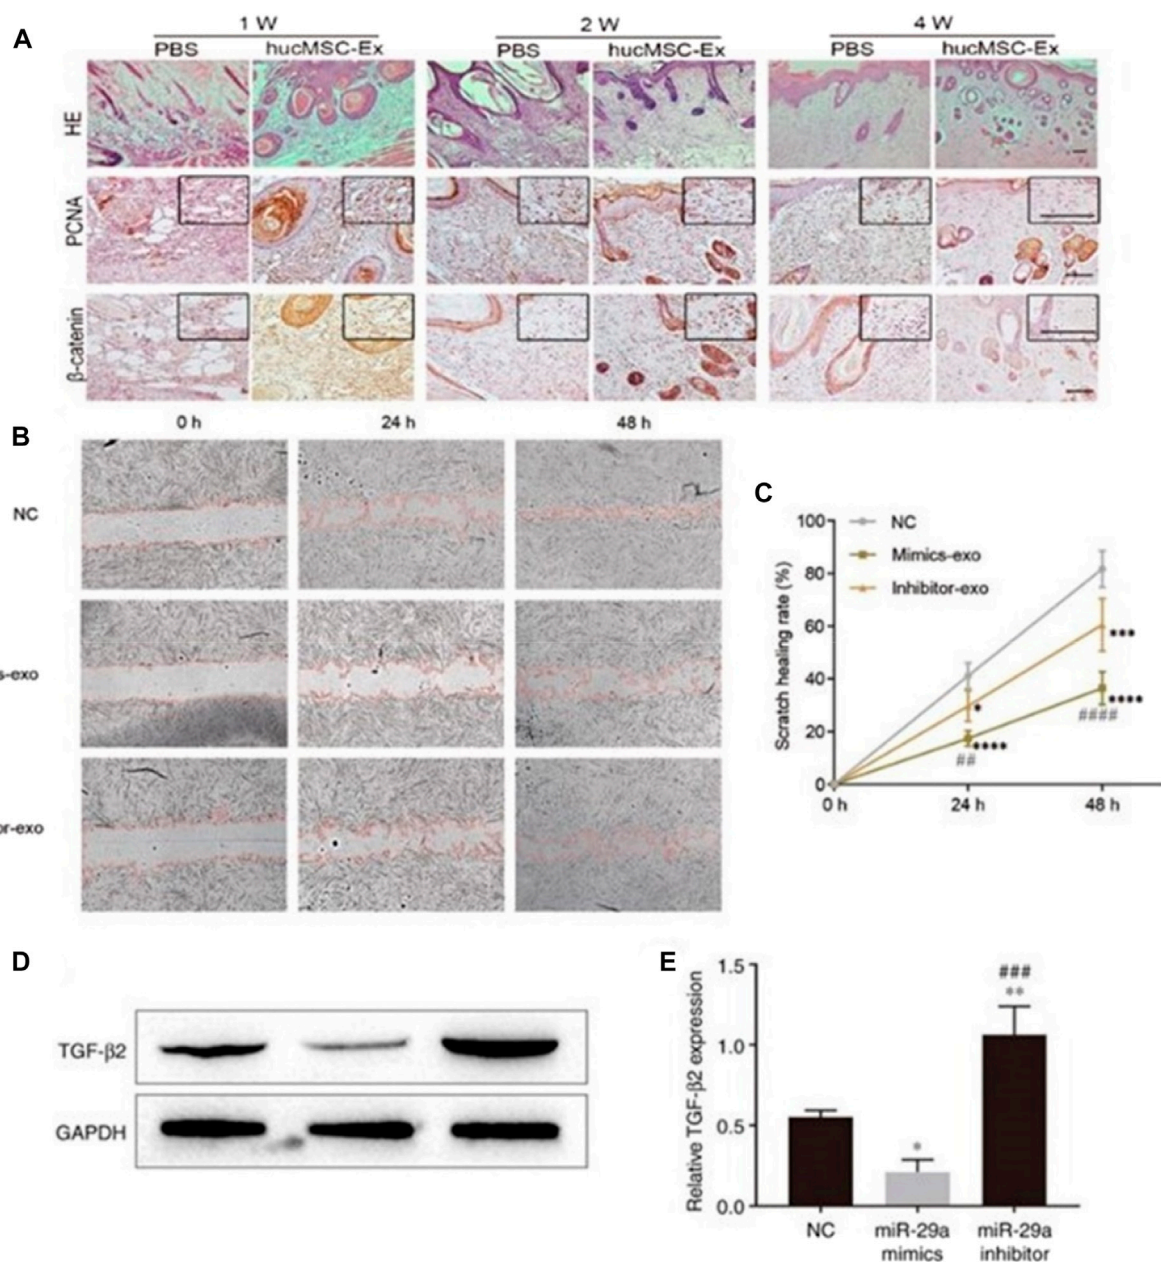 A
1 W
2 W
4 W
PBS
hucMSC-Ex
PBS
hucMSC-Ex
PBS
hucMSC-Ex
HE
PCNA
β-catenin
B
0 h
24 h
48 h
NC
s-exo
or-exo
C
Scratch healing rate (%)
100
80
60
40
20
0
NC
Mimics-exo
Inhibitor-exo
***
*
****
####
****
##
0 h
24 h
48 h
D
TGF-β2
GAPDH
E
Relative TGF-β2 expression
1.5
1.0
0.5
0.0
###
**
*
NC
miR-29a
mimics
miR-29a
inhibitor